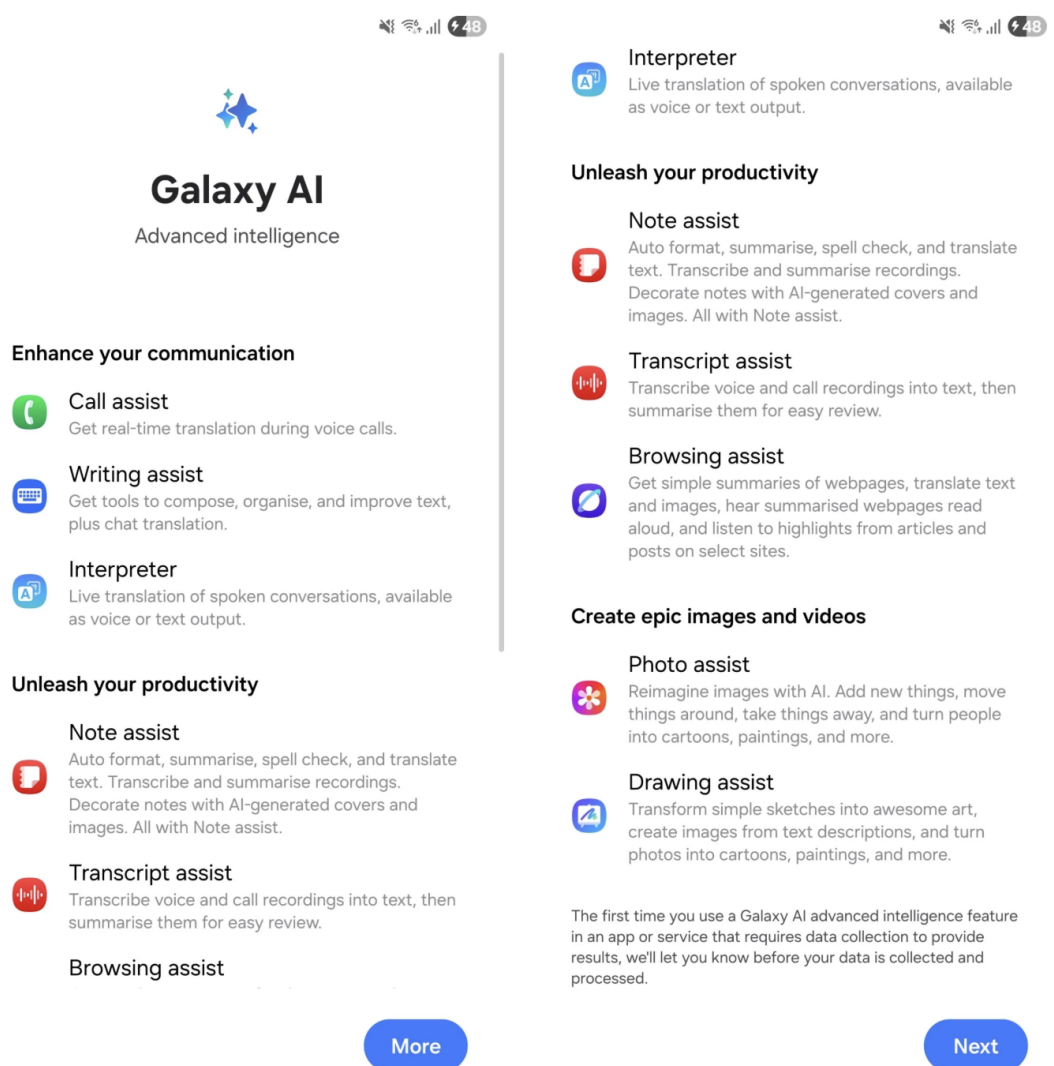 48
Galaxy AI
Advanced intelligence
Enhance your communication
Call assist
Get real-time translation during voice calls.
Writing assist
Get tools to compose, organise, and improve text,
plus chat translation.
Interpreter
Live translation of spoken conversations, available
as voice or text output.
Unleash your productivity
Note assist
Auto format, summarise, spell check, and translate
text. Transcribe and summarise recordings.
Decorate notes with AI-generated covers and
images. All with Note assist.
Transcript assist
Transcribe voice and call recordings into text, then
summarise them for easy review.
Browsing assist
More
48
Interpreter
Live translation of spoken conversations, available
as voice or text output.
Unleash your productivity
Note assist
Auto format, summarise, spell check, and translate
text. Transcribe and summarise recordings.
Decorate notes with AI-generated covers and
images. All with Note assist.
Transcript assist
Transcribe voice and call recordings into text, then
summarise them for easy review.
Browsing assist
Get simple summaries of webpages, translate text
and images, hear summarised webpages read
aloud, and listen to highlights from articles and
posts on select sites.
Create epic images and videos
Photo assist
Reimagine images with AI. Add new things, move
things around, take things away, and turn people
into cartoons, paintings, and more.
Drawing assist
Transform simple sketches into awesome art,
create images from text descriptions, and turn
photos into cartoons, paintings, and more.
The first time you use a Galaxy AI advanced intelligence feature
in an app or service that requires data collection to provide
results, we'll let you know before your data is collected and
processed.
Next